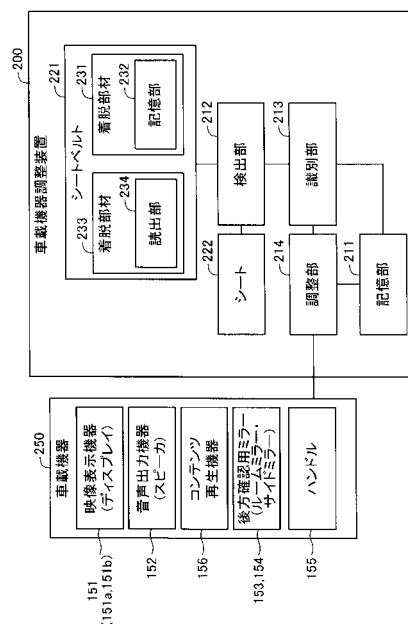 250
車載機器
映像表示機器
(ディスプレイ)
151
(151a,151b)
音声出力機器
(スピーカ)
152
コンテンツ
再生機器
156
後方確認用ミラー
(ルームミラー・
サイドミラー)
153,154
ハンドル
155
200
車載機器調整装置
221
シートベルト
233
着脱部材
234
読出部
231
着脱部材
232
記憶部
222
シート
212
検出部
214
調整部
213
識別部
211
記憶部